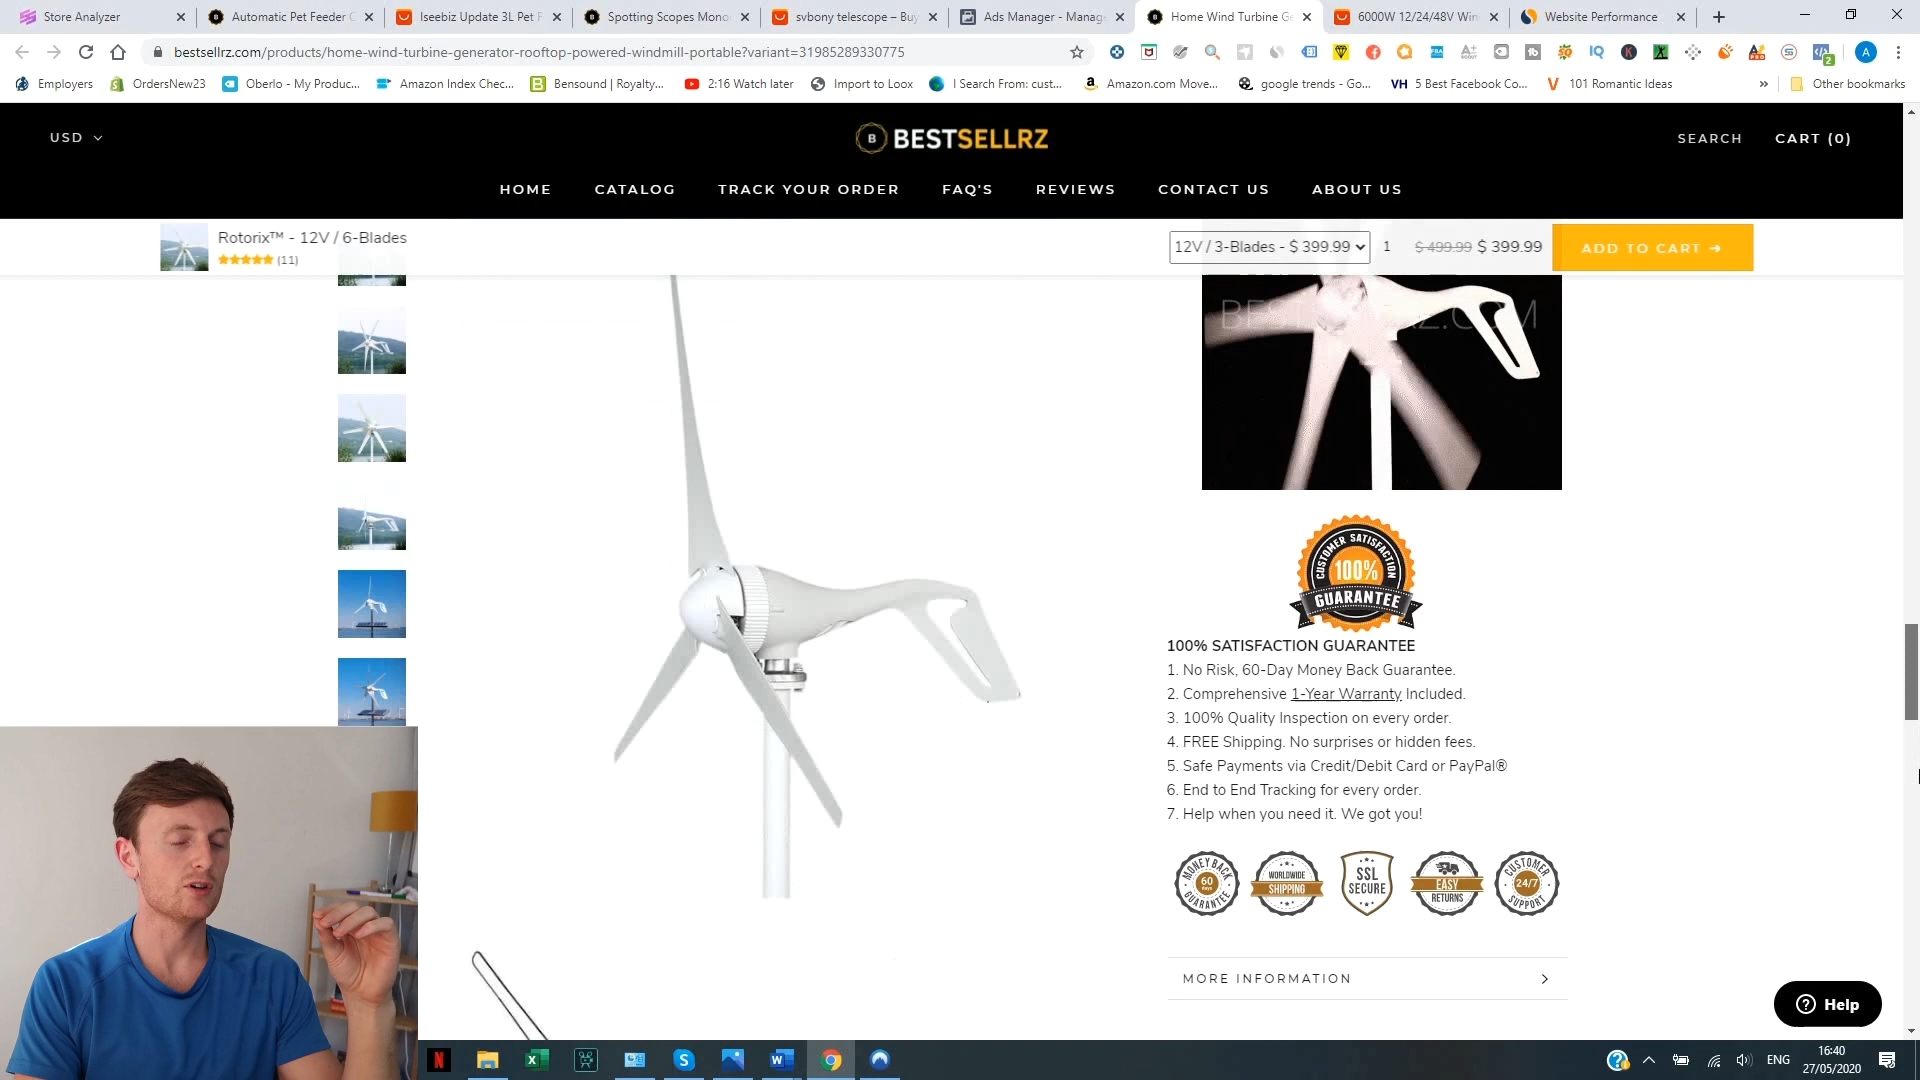 Store Analyzer
Automatic Pet Feeder C
Iseebiz Update 3L Pet F
Spotting Scopes Mono
svbony telescope – Buy
Ads Manager - Manag
Home Wind Turbine Ge
6000W 12/24/48V Win
Website Performance
bestsellrz.com/products/home-wind-turbine-generator-rooftop-powered-windmill-portable?variant=31985289330775
Employers
OrdersNew23
Oberlo - My Produc...
Amazon Index Chec...
Bensound | Royalty...
2:16 Watch later
Import to Loox
I Search From: cust...
Amazon.com Move...
google trends - Go...
VH 5 Best Facebook Co...
101 Romantic Ideas
Other bookmarks
USD
BESTSELLRZ
SEARCH
CART (0)
HOME CATALOG TRACK YOUR ORDER FAQ'S REVIEWS CONTACT US ABOUT US
Rotorix™ - 12V / 6-Blades
(11)
12V / 3-Blades - $ 399.99
1
$ 499.99 $ 399.99
ADD TO CART ➔
CUSTOMER SATISFACTION
100%
GUARANTEE
100% SATISFACTION GUARANTEE
1. No Risk, 60-Day Money Back Guarantee.
2. Comprehensive 1-Year Warranty Included.
3. 100% Quality Inspection on every order.
4. FREE Shipping. No surprises or hidden fees.
5. Safe Payments via Credit/Debit Card or PayPal®
6. End to End Tracking for every order.
7. Help when you need it. We got you!
MONEY BACK
60
days
GUARANTEE
WORLDWIDE
SHIPPING
SSL
SECURE
EASY
RETURNS
CUSTOMER
24/7
SUPPORT
MORE INFORMATION
Help
ENG
16:40
27/05/2020